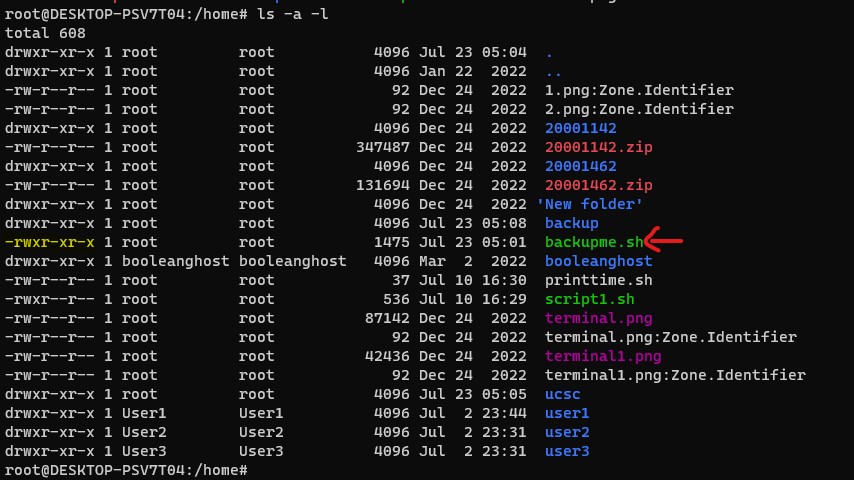 root@DESKTOP-PSV7T04:/home# ls -a -l
total 608
drwxr-xr-x 1 root root 4096 Jul 23 05:04 .
drwxr-xr-x 1 root root 4096 Jan 22 2022 ..
-rw-r--r-- 1 root root 92 Dec 24 2022 1.png:Zone.Identifier
-rw-r--r-- 1 root root 92 Dec 24 2022 2.png:Zone.Identifier
drwxr-xr-x 1 root root 4096 Dec 24 2022 20001142
-rw-r--r-- 1 root root 347487 Dec 24 2022 20001142.zip
drwxr-xr-x 1 root root 4096 Dec 24 2022 20001462
-rw-r--r-- 1 root root 131694 Dec 24 2022 20001462.zip
drwxr-xr-x 1 root root 4096 Dec 24 2022 'New folder'
drwxr-xr-x 1 root root 4096 Jul 23 05:08 backup
-rwxr-xr-x 1 root root 1475 Jul 23 05:01 backupme.sh
drwxr-xr-x 1 booleanghost booleanghost 4096 Mar 2 2022 booleanghost
-rw-r--r-- 1 root root 37 Jul 10 16:30 printtime.sh
-rwxr--r-- 1 root root 536 Jul 10 16:29 script1.sh
-rw-r--r-- 1 root root 87142 Dec 24 2022 terminal.png
-rw-r--r-- 1 root root 92 Dec 24 2022 terminal.png:Zone.Identifier
-rw-r--r-- 1 root root 42436 Dec 24 2022 terminal1.png
-rw-r--r-- 1 root root 92 Dec 24 2022 terminal1.png:Zone.Identifier
drwxr-xr-x 1 root root 4096 Jul 23 05:05 ucsc
drwxr-xr-x 1 User1 User1 4096 Jul 2 23:44 user1
drwxr-xr-x 1 User2 User2 4096 Jul 2 23:31 user2
drwxr-xr-x 1 User3 User3 4096 Jul 2 23:31 user3
root@DESKTOP-PSV7T04:/home#